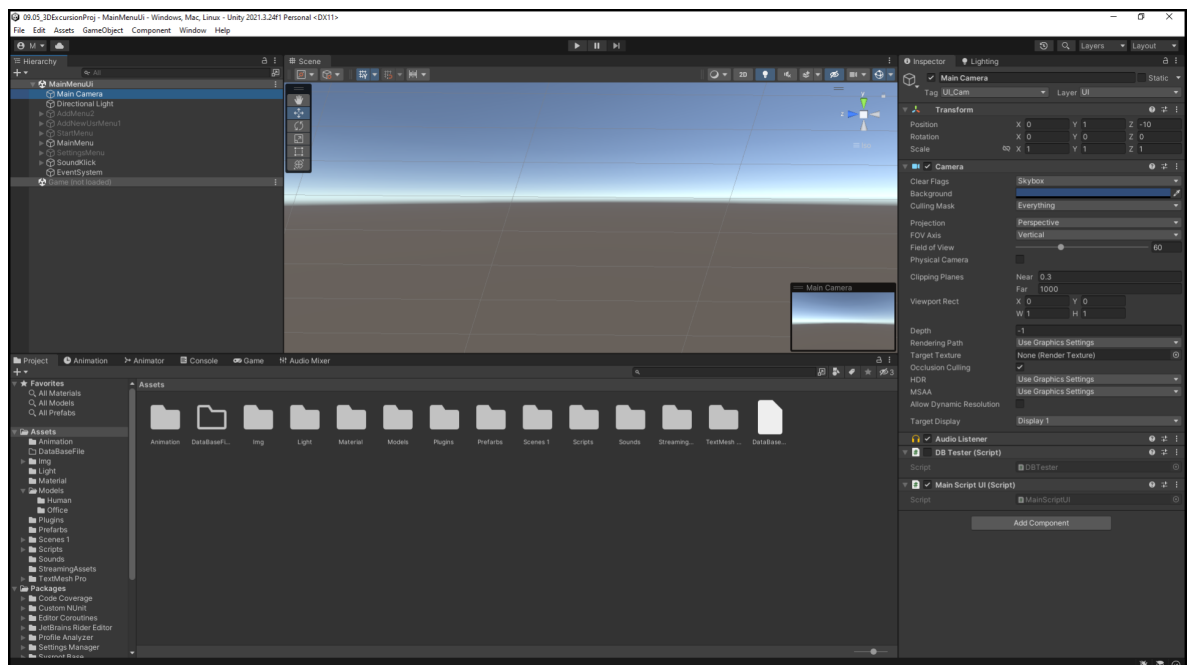 09.05_3DExcursionProj - MainMenuUi - Windows, Mac, Linux - Unity 2021.3.24f1 Personal <DX11>
File Edit Assets GameObject Component Window Help
M Layers Layout
Hierarchy
All
MainMenuUi
Main Camera
Directional Light
AddMenu2
AddNewUsrMenu1
StartMenu
MainMenu
SettingsMenu
SoundKlick
EventSystem
Game (not loaded)
Scene
2D
y
z
Iso
Main Camera
Inspector Lighting
Main Camera Static
Tag UI_Cam Layer UI
Transform
Position X 0 Y 1 Z -10
Rotation X 0 Y 0 Z 0
Scale X 1 Y 1 Z 1
Camera
Clear Flags Skybox
Background
Culling Mask Everything
Projection Perspective
FOV Axis Vertical
Field of View 60
Physical Camera
Clipping Planes Near 0.3
Far 1000
Viewport Rect X 0 Y 0
W 1 H 1
Depth -1
Rendering Path Use Graphics Settings
Target Texture None (Render Texture)
Occlusion Culling
HDR Use Graphics Settings
MSAA Use Graphics Settings
Allow Dynamic Resolution
Target Display Display 1
Audio Listener
DB Tester (Script)
Script DBTester
Main Script UI (Script)
Script MainScriptUi
Add Component
Project Animation Animator Console Game Audio Mixer
3
Favorites
All Materials
All Models
All Prefabs
Assets
Animation
DataBaseFile
Img
Light
Material
Models
Human
Office
Plugins
Prefarbs
Scenes 1
Scripts
Sounds
StreamingAssets
TextMesh Pro
Packages
Code Coverage
Custom NUnit
Editor Coroutines
JetBrains Rider Editor
Profile Analyzer
Settings Manager
Sysroot Base
Assets
Animation DataBaseFi... Img Light Material Models Plugins Prefarbs Scenes 1 Scripts Sounds Streaming... TextMesh ... DataBase...